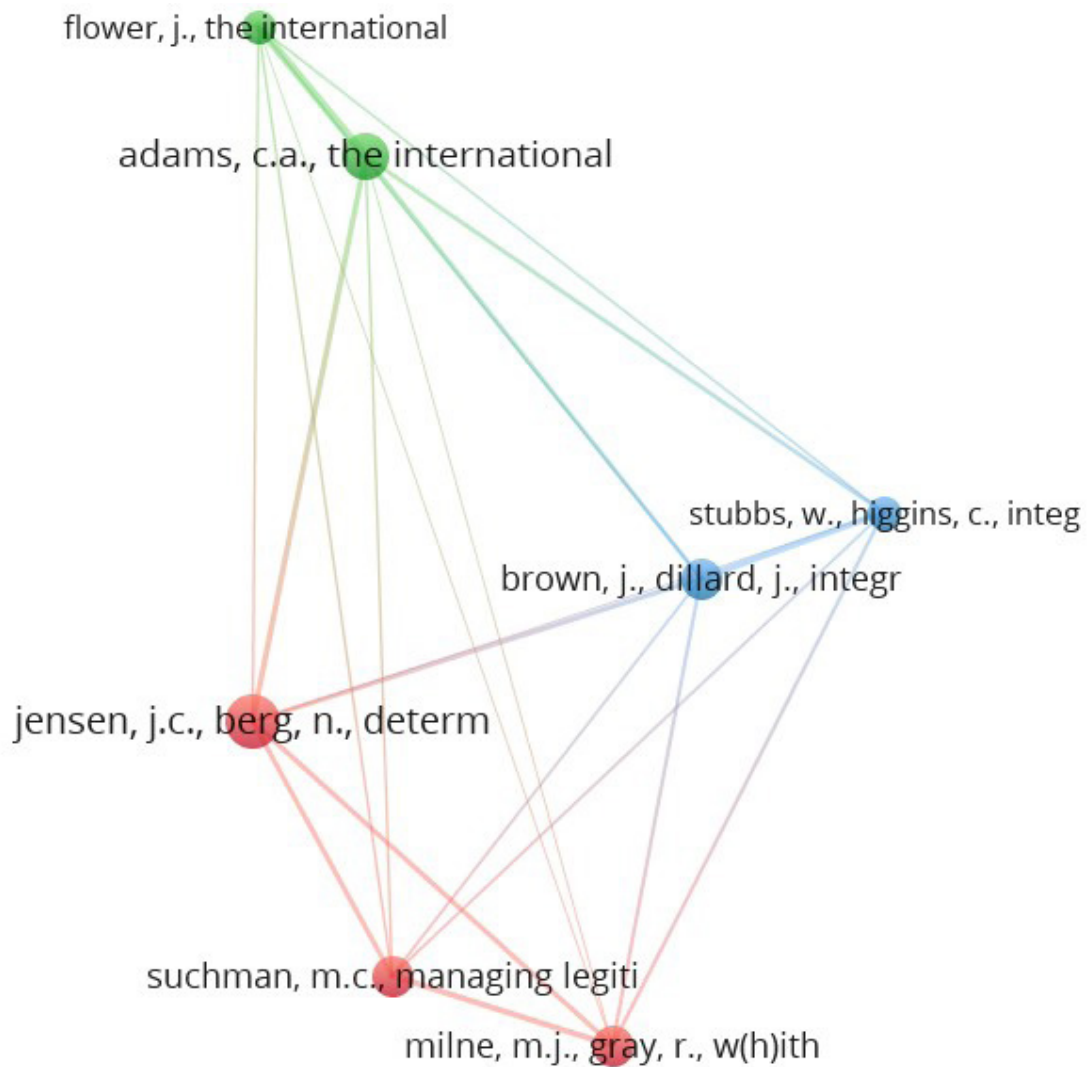 flower, j., the international
adams, c.a., the international
stubbs, w., higgins, c., integ
brown, j., dillard, j., integr
jensen, j.c., berg, n., determ
suchman, m.c., managing legiti
milne, m.j., gray, r., w(h)ith